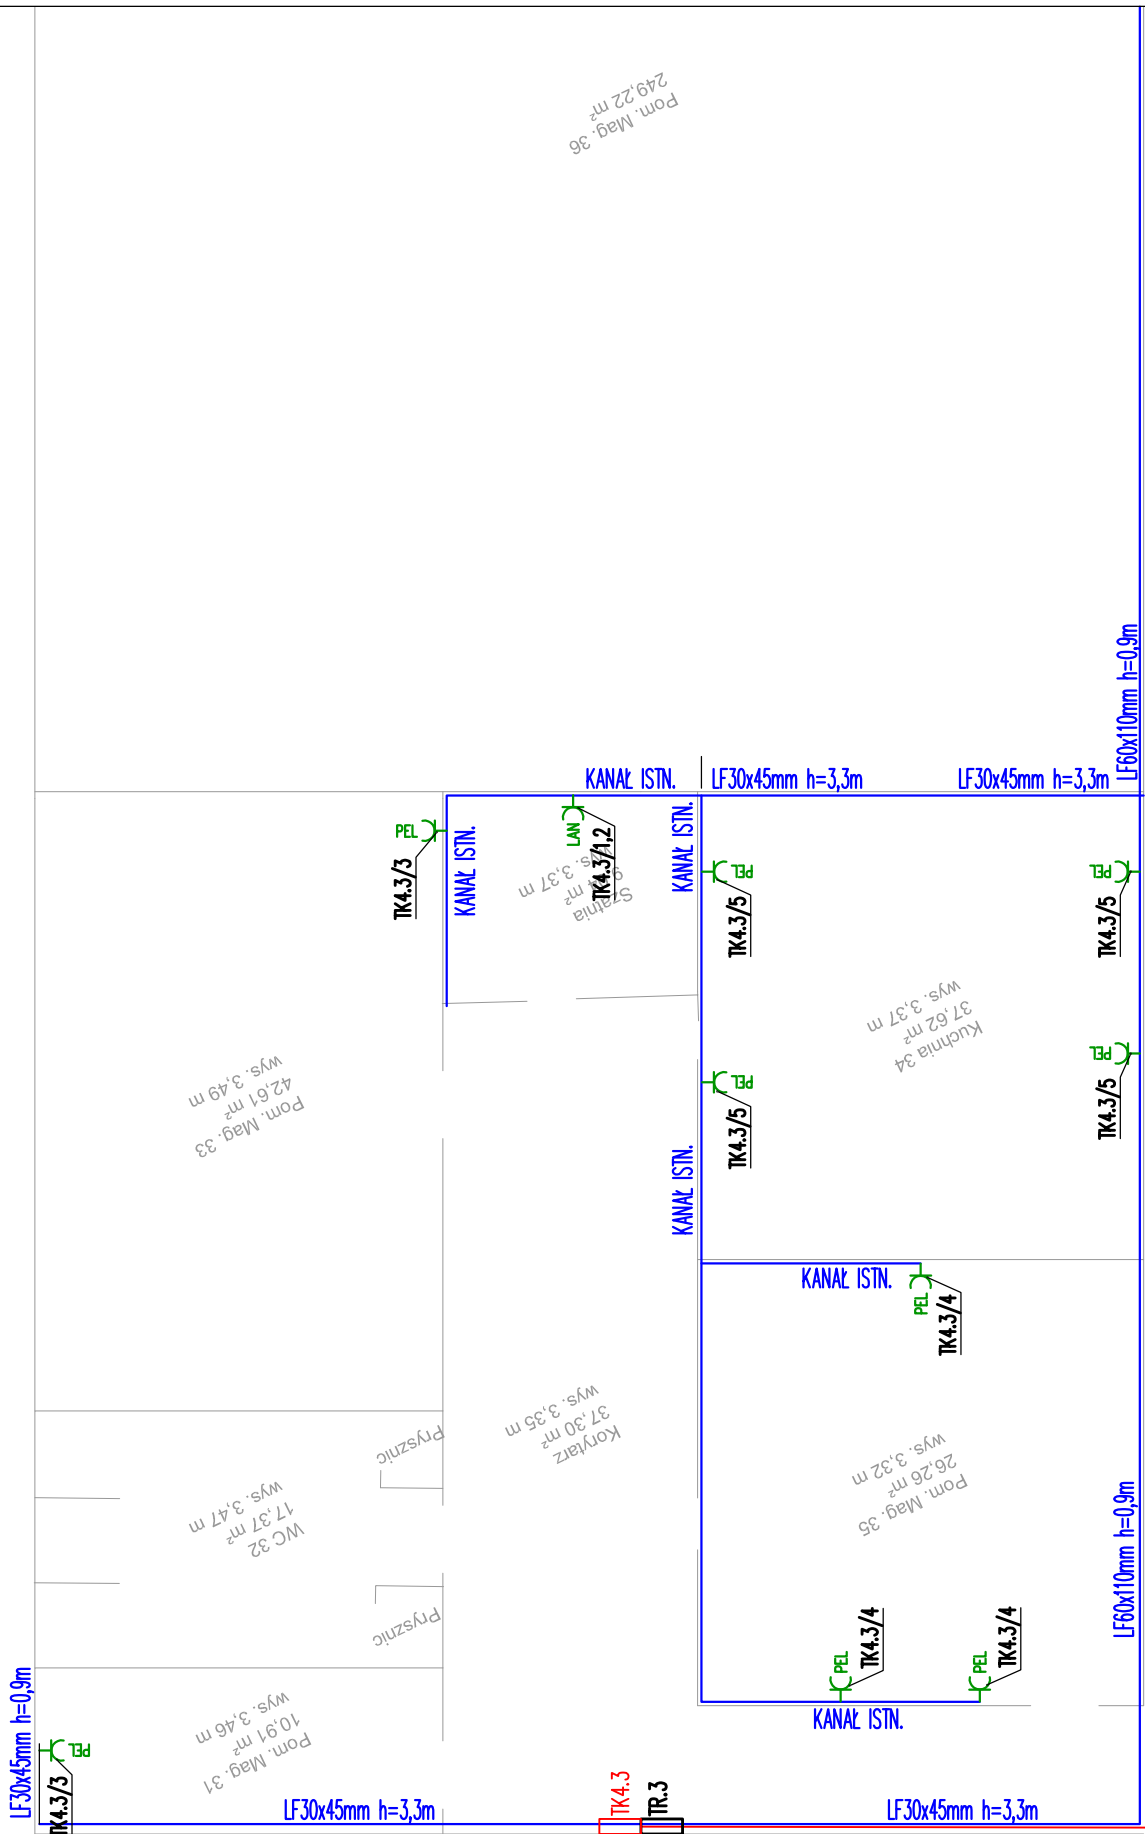 Pom. Mag. 36
249,22 m²
LF60x110mm h=0,9m
KANAŁ ISTN.
LF30x45mm h=3,3m
LF30x45mm h=3,3m
PEL
TK4.3/3
KANAŁ ISTN.
LAN
TK4.3/1,2
Szatnia
m²
wys. 3,37 m
KANAŁ ISTN.
PEL
TK4.3/5
PEL
TK4.3/5
Kuchnia 34
37,62 m²
wys. 3,37 m
PEL
TK4.3/5
PEL
TK4.3/5
Pom. Mag. 33
42,61 m²
wys. 3,49 m
KANAŁ ISTN.
KANAŁ ISTN.
PEL
TK4.3/4
Korytarz
37,30 m²
wys. 3,35 m
Prysznic
WC 32
17,37 m²
wys. 3,47 m
Prysznic
Pom. Mag. 35
26,26 m²
wys. 3,32 m
LF60x110mm h=0,9m
PEL
TK4.3/4
PEL
TK4.3/4
KANAŁ ISTN.
LF30x45mm h=0,9m
PEL
TK4.3/3
Pom. Mag. 31
10,91 m²
wys. 3,46 m
LF30x45mm h=3,3m
TK4.3
TR.3
LF30x45mm h=3,3m